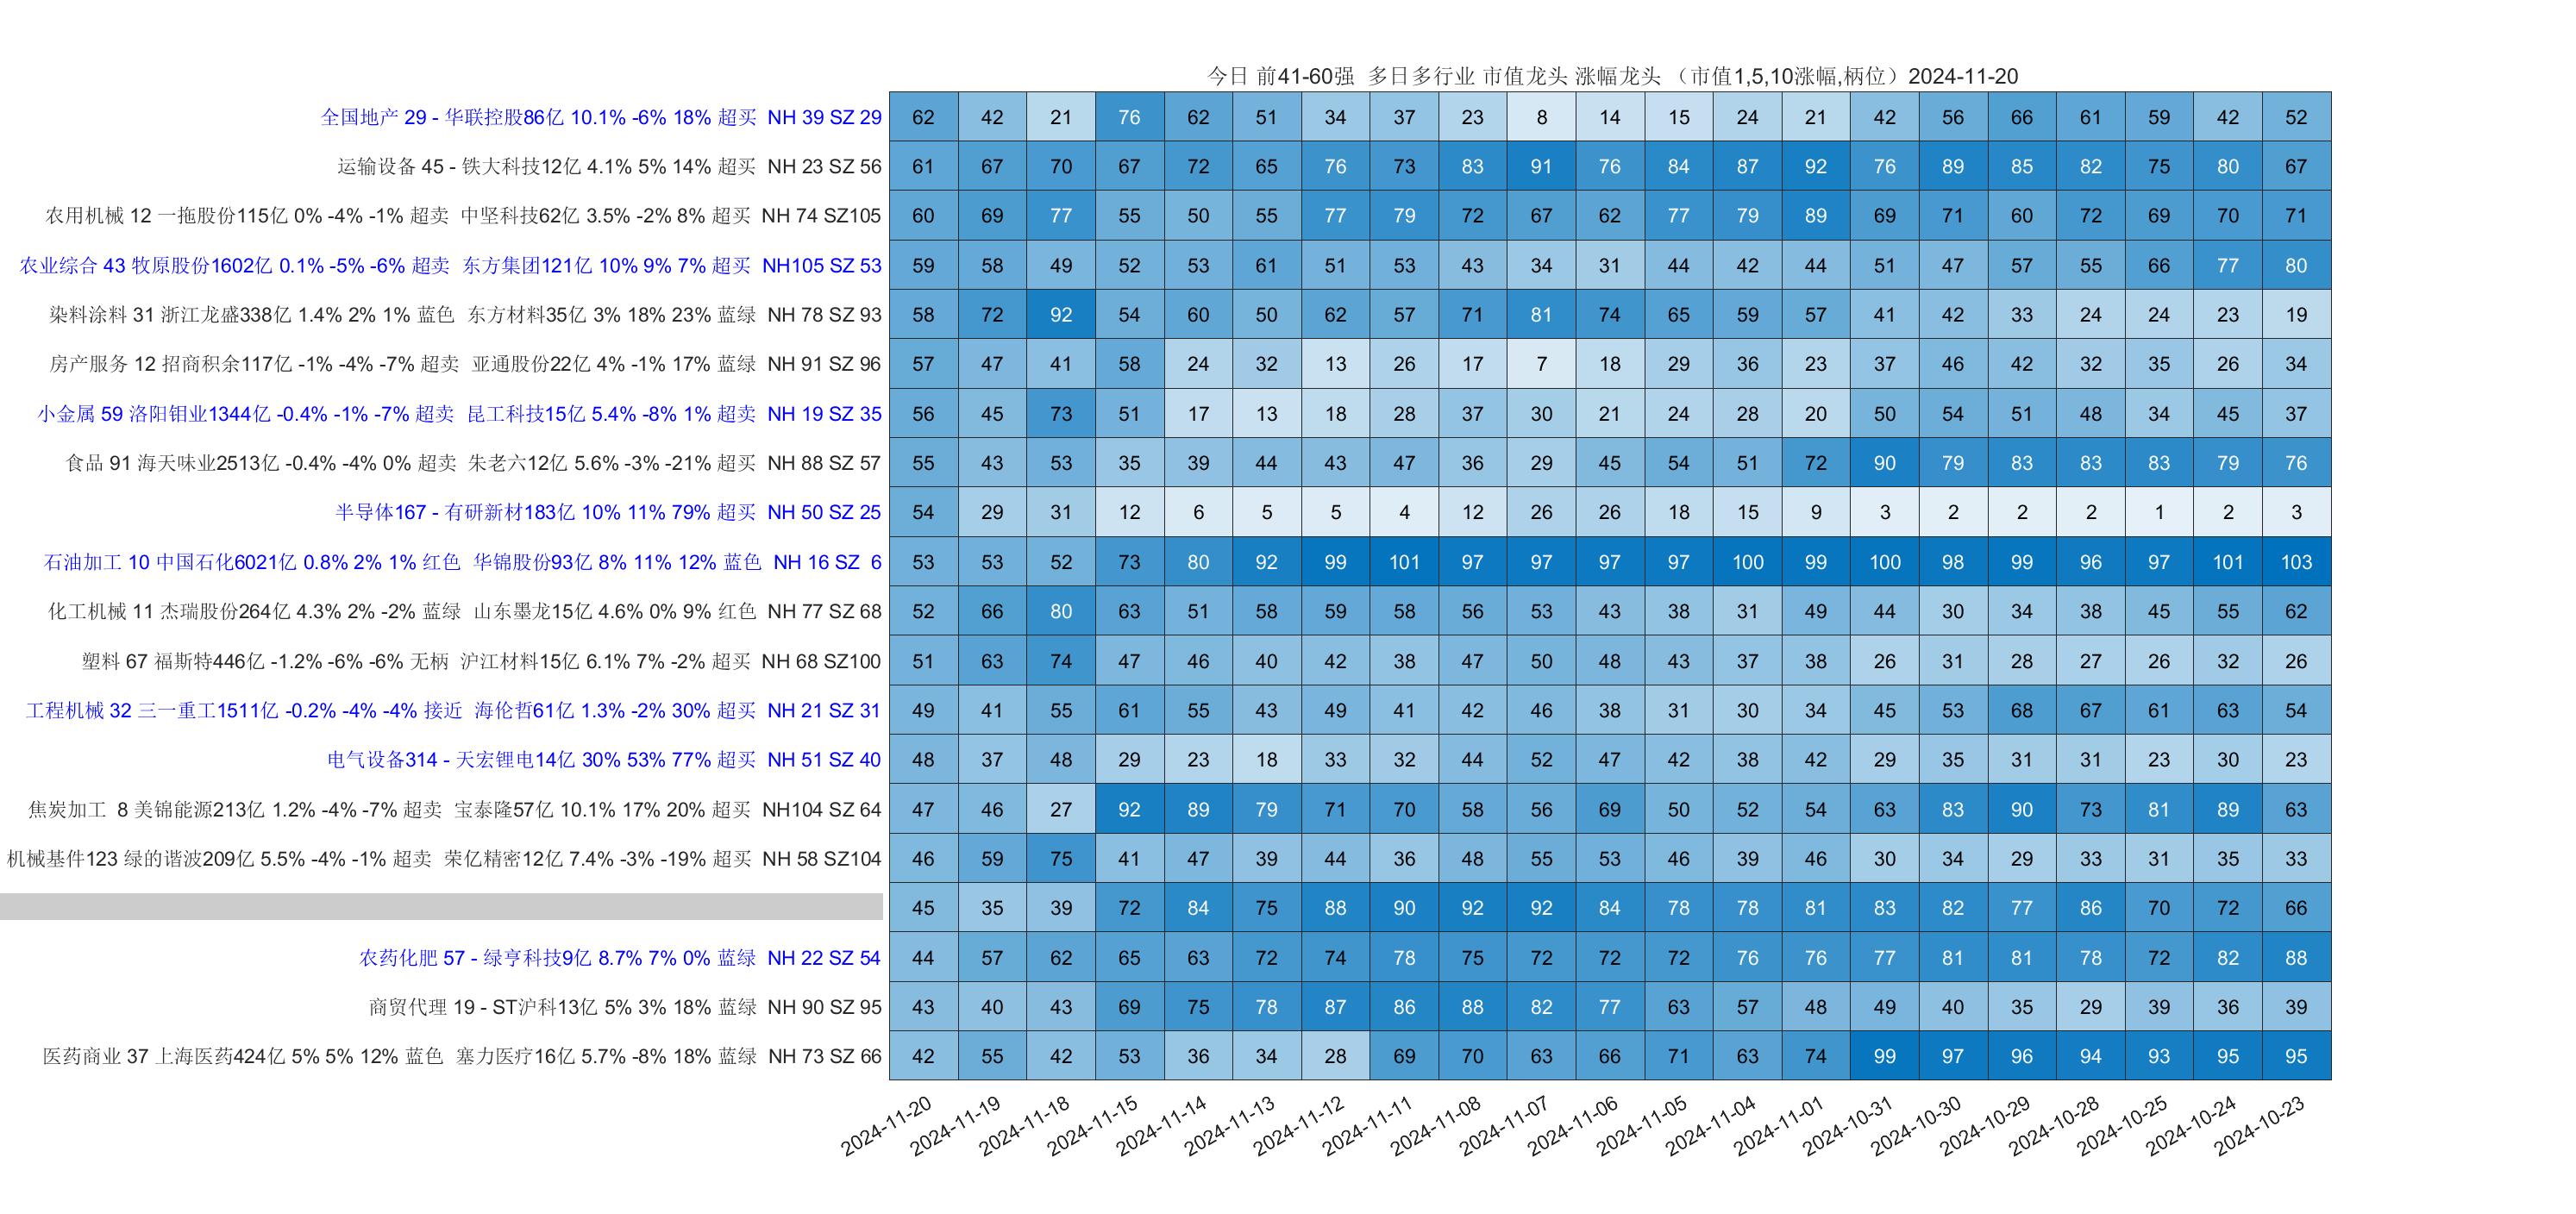 今日 前41-60强 多日多行业 市值龙头 涨幅龙头 （市值1,5,10涨幅,柄位）2024-11-20
全国地产 29 - 华联控股86亿 10.1% -6% 18% 超买 NH 39 SZ 29 62 42 21 76 62 51 34 37 23 8 14 15 24 21 42 56 66 61 59 42 52
运输设备 45 - 铁大科技12亿 4.1% 5% 14% 超买 NH 23 SZ 56 61 67 70 67 72 65 76 73 83 91 76 84 87 92 76 89 85 82 75 80 67
农用机械 12 一拖股份115亿 0% -4% -1% 超卖 中坚科技62亿 3.5% -2% 8% 超买 NH 74 SZ105 60 69 77 55 50 55 77 79 72 67 62 77 79 89 69 71 60 72 69 70 71
农业综合 43 牧原股份1602亿 0.1% -5% -6% 超卖 东方集团121亿 10% 9% 7% 超买 NH105 SZ 53 59 58 49 52 53 61 51 53 43 34 31 44 42 44 51 47 57 55 66 77 80
染料涂料 31 浙江龙盛338亿 1.4% 2% 1% 蓝色 东方材料35亿 3% 18% 23% 蓝绿 NH 78 SZ 93 58 72 92 54 60 50 62 57 71 81 74 65 59 57 41 42 33 24 24 23 19
房产服务 12 招商积余117亿 -1% -4% -7% 超卖 亚通股份22亿 4% -1% 17% 蓝绿 NH 91 SZ 96 57 47 41 58 24 32 13 26 17 7 18 29 36 23 37 46 42 32 35 26 34
小金属 59 洛阳钼业1344亿 -0.4% -1% -7% 超卖 昆工科技15亿 5.4% -8% 1% 超卖 NH 19 SZ 35 56 45 73 51 17 13 18 28 37 30 21 24 28 20 50 54 51 48 34 45 37
食品 91 海天味业2513亿 -0.4% -4% 0% 超卖 朱老六12亿 5.6% -3% -21% 超买 NH 88 SZ 57 55 43 53 35 39 44 43 47 36 29 45 54 51 72 90 79 83 83 83 79 76
半导体167 - 有研新材183亿 10% 11% 79% 超买 NH 50 SZ 25 54 29 31 12 6 5 5 4 12 26 26 18 15 9 3 2 2 2 1 2 3
石油加工 10 中国石化6021亿 0.8% 2% 1% 红色 华锦股份93亿 8% 11% 12% 蓝色 NH 16 SZ 6 53 53 52 73 80 92 99 101 97 97 97 97 100 99 100 98 99 96 97 101 103
化工机械 11 杰瑞股份264亿 4.3% 2% -2% 蓝绿 山东墨龙15亿 4.6% 0% 9% 红色 NH 77 SZ 68 52 66 80 63 51 58 59 58 56 53 43 38 31 49 44 30 34 38 45 55 62
塑料 67 福斯特446亿 -1.2% -6% -6% 无柄 沪江材料15亿 6.1% 7% -2% 超买 NH 68 SZ100 51 63 74 47 46 40 42 38 47 50 48 43 37 38 26 31 28 27 26 32 26
工程机械 32 三一重工1511亿 -0.2% -4% -4% 接近 海伦哲61亿 1.3% -2% 30% 超买 NH 21 SZ 31 49 41 55 61 55 43 49 41 42 46 38 31 30 34 45 53 68 67 61 63 54
电气设备314 - 天宏锂电14亿 30% 53% 77% 超买 NH 51 SZ 40 48 37 48 29 23 18 33 32 44 52 47 42 38 42 29 35 31 31 23 30 23
焦炭加工 8 美锦能源213亿 1.2% -4% -7% 超卖 宝泰隆57亿 10.1% 17% 20% 超买 NH104 SZ 64 47 46 27 92 89 79 71 70 58 56 69 50 52 54 63 83 90 73 81 89 63
机械基件123 绿的谐波209亿 5.5% -4% -1% 超卖 荣亿精密12亿 7.4% -3% -19% 超买 NH 58 SZ104 46 59 75 41 47 39 44 36 48 55 53 46 39 46 30 34 29 33 31 35 33
45 35 39 72 84 75 88 90 92 92 84 78 78 81 83 82 77 86 70 72 66
农药化肥 57 - 绿亨科技9亿 8.7% 7% 0% 蓝绿 NH 22 SZ 54 44 57 62 65 63 72 74 78 75 72 72 72 76 76 77 81 81 78 72 82 88
商贸代理 19 - ST沪科13亿 5% 3% 18% 蓝绿 NH 90 SZ 95 43 40 43 69 75 78 87 86 88 82 77 63 57 48 49 40 35 29 39 36 39
医药商业 37 上海医药424亿 5% 5% 12% 蓝色 塞力医疗16亿 5.7% -8% 18% 蓝绿 NH 73 SZ 66 42 55 42 53 36 34 28 69 70 63 66 71 63 74 99 97 96 94 93 95 95
2024-11-20 2024-11-19 2024-11-18 2024-11-15 2024-11-14 2024-11-13 2024-11-12 2024-11-11 2024-11-08 2024-11-07 2024-11-06 2024-11-05 2024-11-04 2024-11-01 2024-10-31 2024-10-30 2024-10-29 2024-10-28 2024-10-25 2024-10-24 2024-10-23